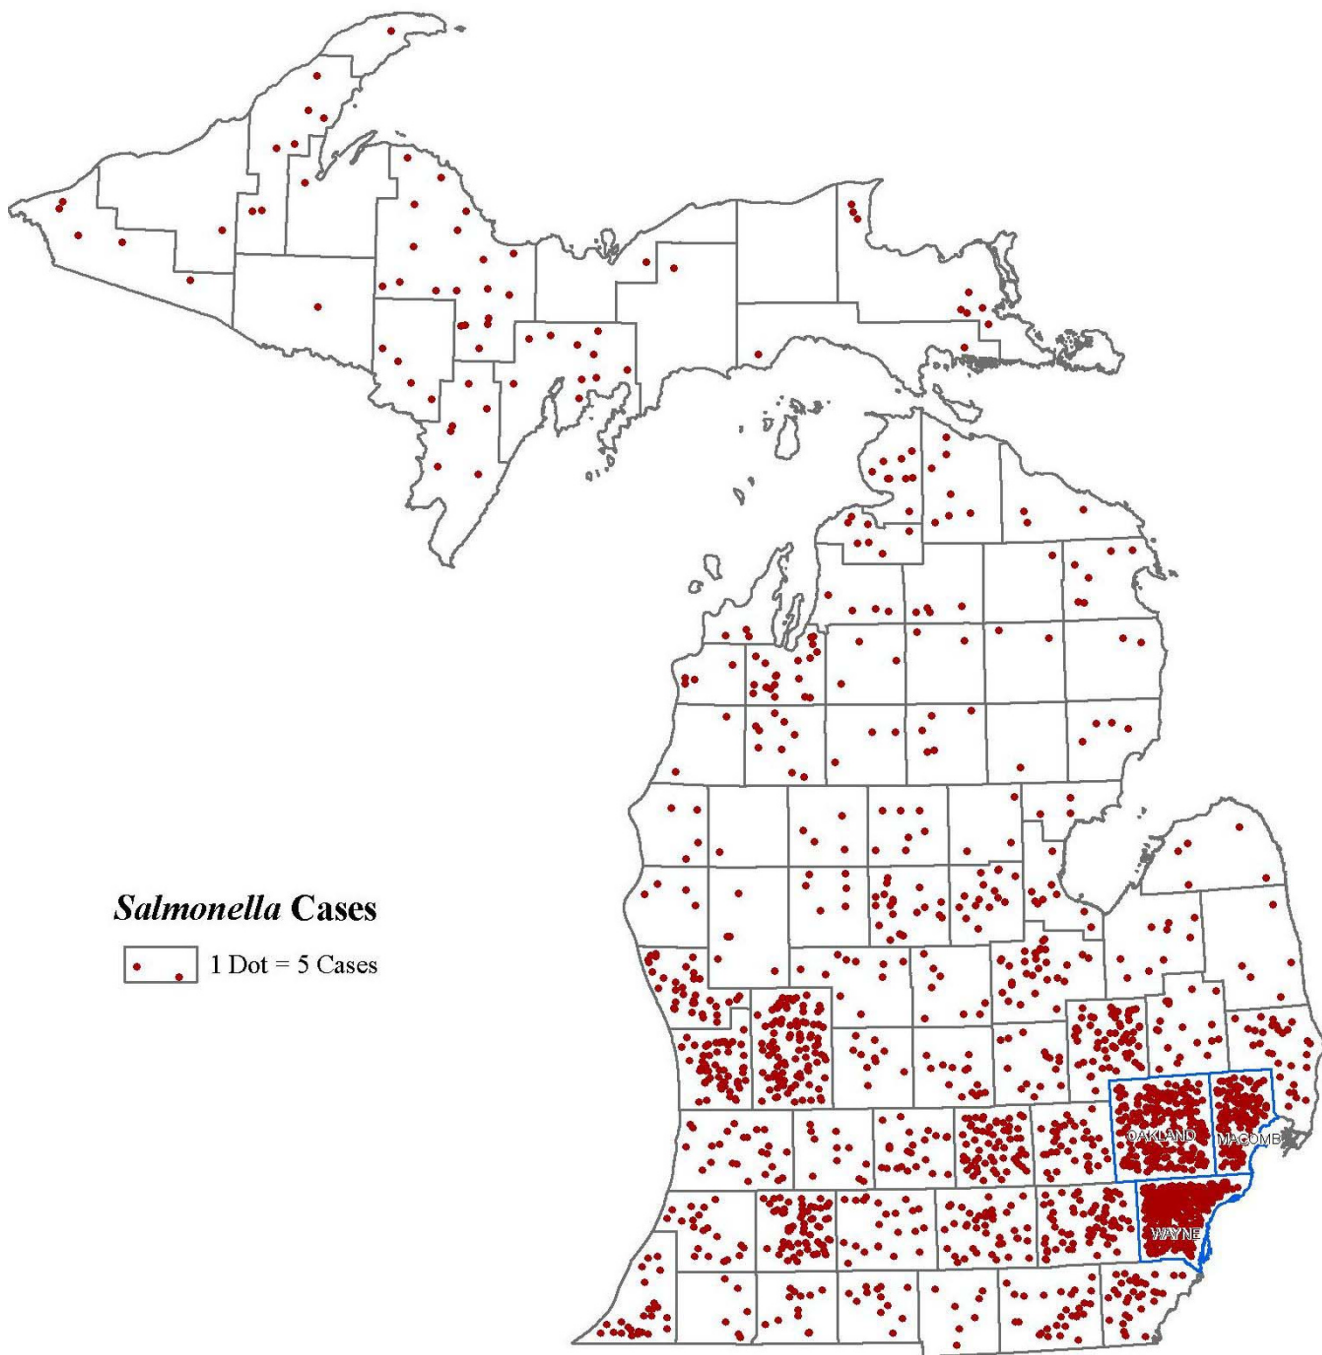 Salmonella Cases
1 Dot = 5 Cases
OAKLAND
MACOMB
WAYNE